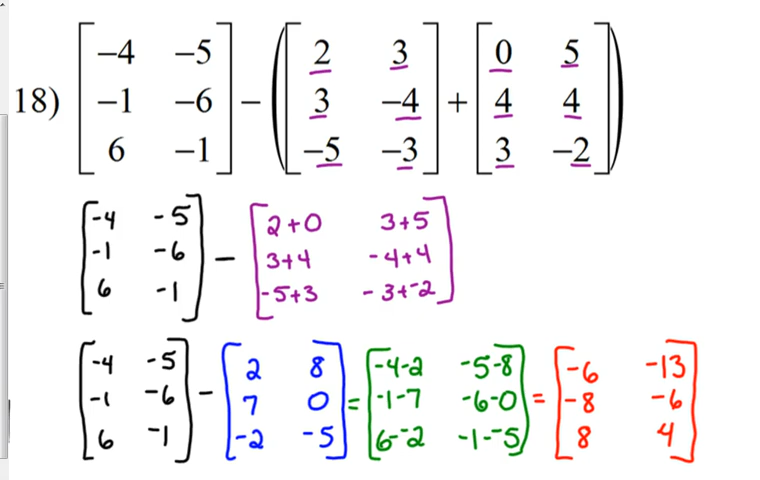 -4 -5 2 3 0 5
18) -1 -6 - ( 3 -4 + 4 4 )
6 -1 -5 -3 3 -2
-4 -5 2+0 3+5
-1 -6 - 3+4 -4+4
6 -1 -5+3 -3+-2
-4 -5 2 8 -4-2 -5-8 -6 -13
-1 -6 - 7 0 = -1-7 -6-0 = -8 -6
6 -1 -2 -5 6--2 -1--5 8 4